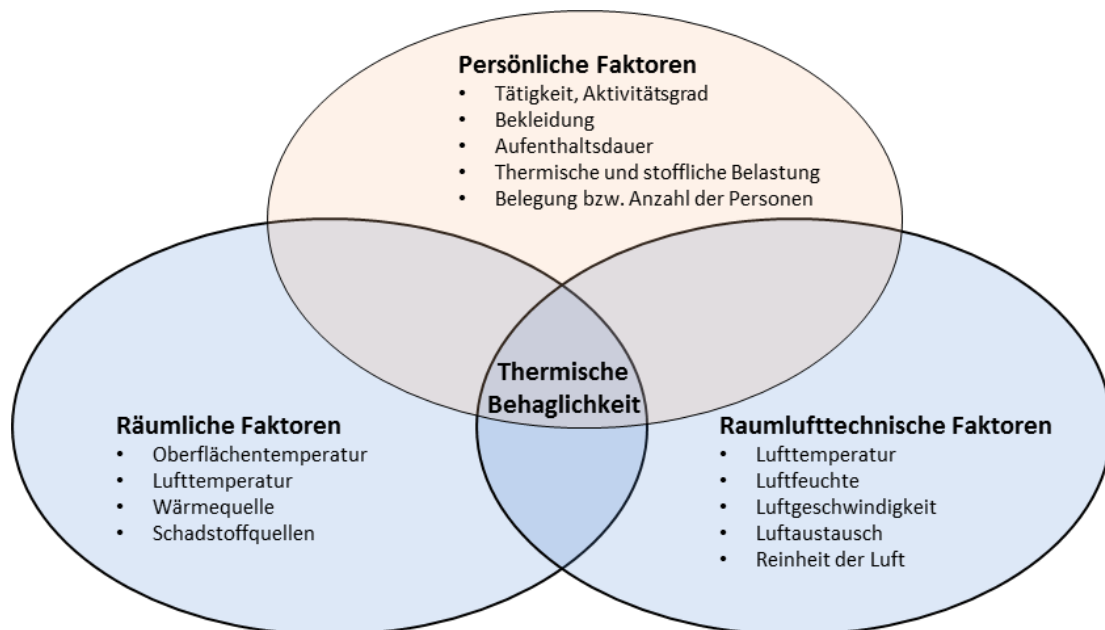 Persönliche Faktoren
• Tätigkeit, Aktivitätsgrad
• Bekleidung
• Aufenthaltsdauer
• Thermische und stoffliche Belastung
• Belegung bzw. Anzahl der Personen
Thermische
Behaglichkeit
Räumliche Faktoren
• Oberflächentemperatur
• Lufttemperatur
• Wärmequelle
• Schadstoffquellen
Raumlufttechnische Faktoren
• Lufttemperatur
• Luftfeuchte
• Luftgeschwindigkeit
• Luftaustausch
• Reinheit der Luft